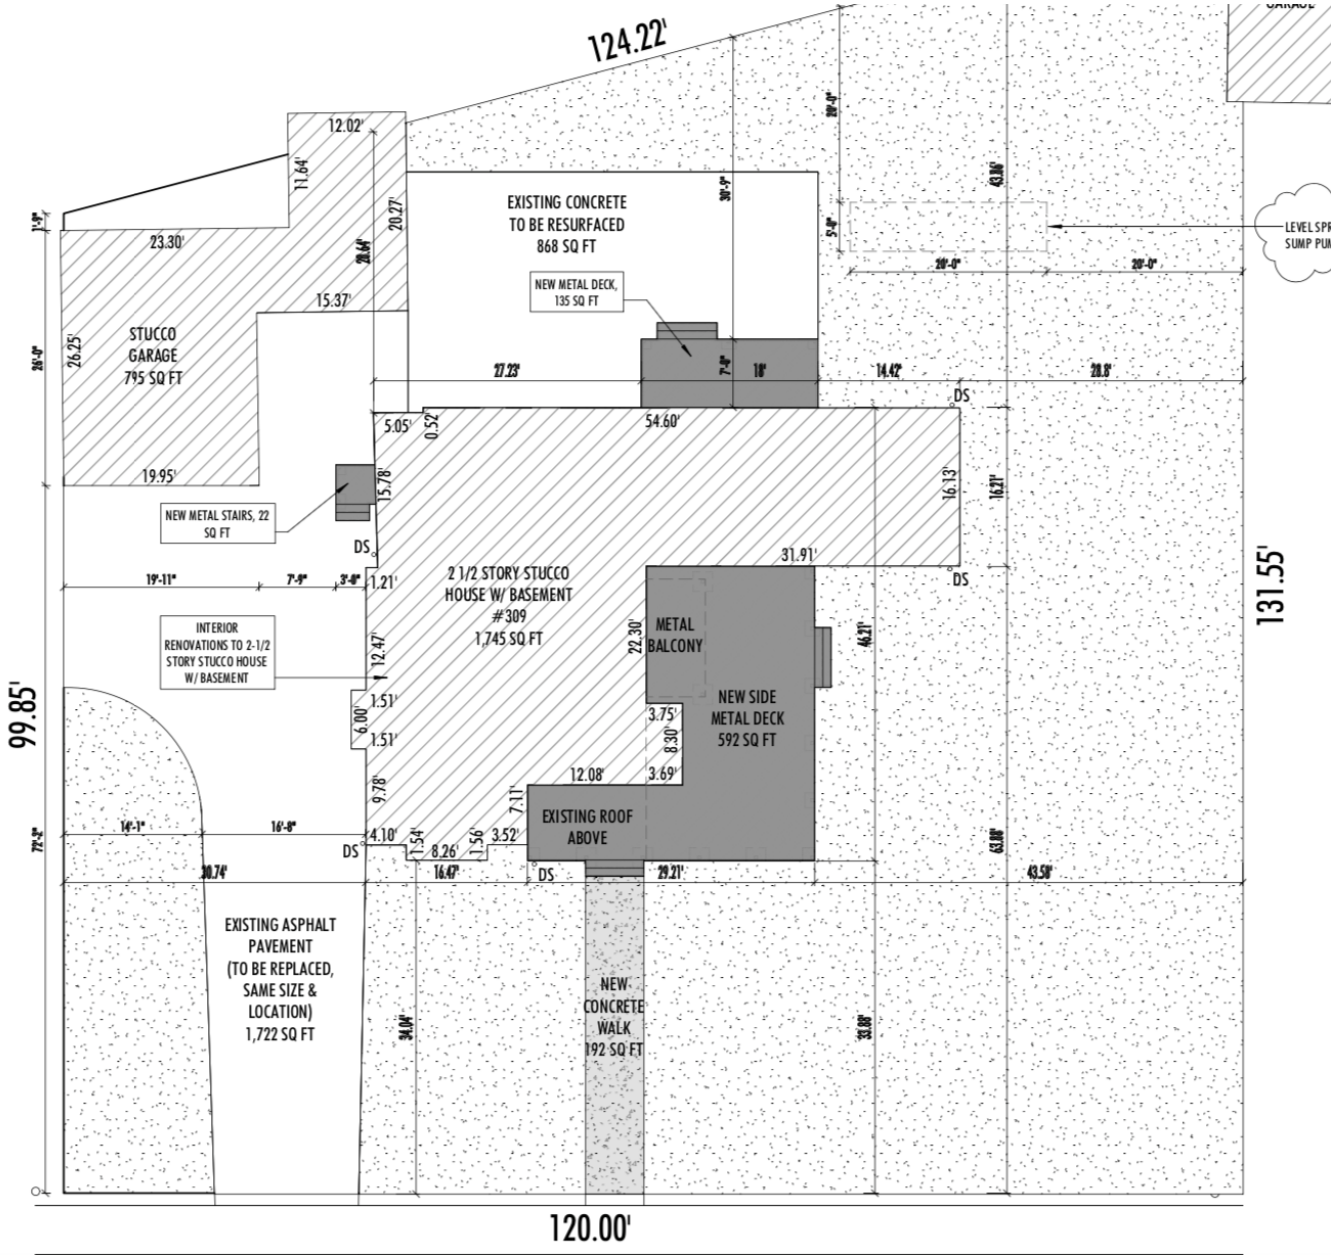 124.22'
GARAGE
12.02'
11.64'
20'-0"
43.86'
30'-9"
1'-9"
23.30'
20.27'
28.64'
EXISTING CONCRETE
TO BE RESURFACED
868 SQ FT
5'-0"
LEVEL SPR
SUMP PUM
20'-0"
20'-0"
NEW METAL DECK,
135 SQ FT
15.37'
STUCCO
GARAGE
795 SQ FT
26'-0"
26.25'
27.23'
7'-0"
18'
14.42'
28.8'
DS
5.05'
0.52'
54.60'
19.95'
15.78'
16.13'
16.21'
NEW METAL STAIRS, 22
SQ FT
DS
31.91'
DS
19'-11"
7'-9"
3'-0"
1.21'
2 1/2 STORY STUCCO
HOUSE W/ BASEMENT
#309
1,745 SQ FT
131.55'
INTERIOR
RENOVATIONS TO 2-1/2
STORY STUCCO HOUSE
W/ BASEMENT
12.47'
22.30'
METAL
BALCONY
46.21'
99.85'
1.51'
6.00'
1.51'
3.75'
8.30'
3.69'
NEW SIDE
METAL DECK
592 SQ FT
9.78'
12.08'
7.11'
EXISTING ROOF
ABOVE
72'-2"
14'-1"
16'-8"
4.10'
1.54'
8.26'
1.56'
3.52'
63.88'
DS
30.74'
16.47'
DS
29.21'
43.58'
EXISTING ASPHALT
PAVEMENT
(TO BE REPLACED,
SAME SIZE &
LOCATION)
1,722 SQ FT
34.04'
NEW
CONCRETE
WALK
192 SQ FT
33.88'
120.00'